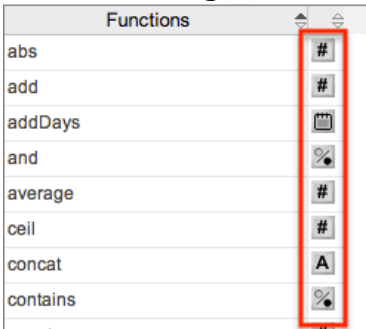 Functions
abs #
add #
addDays
and
average #
ceil #
concat A
contains